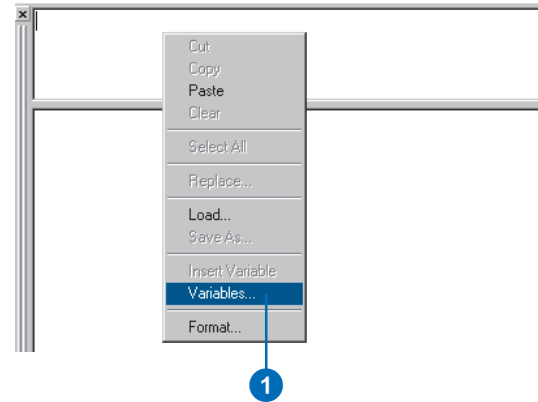 Cut
Copy
Paste
Clear
Select All
Replace...
Load...
Save As...
Insert Variable
Variables...
Format...
1